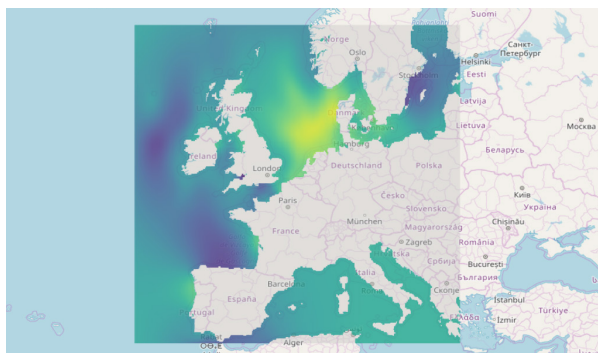 Suomi
Norge
Oslo
Helsinki
Санкт-
Петербург
Stockholm
Eesti
Latvija
Москва
United Kingdom
Danmark
Lietuva
Беларусь
Hamburg
London
Deutschland
Polska
Київ
Česko
Україна
Paris
Slovensko
München
Magyarország
Chișinău
France
Zagreb
România
Србија
București
Italia
България
Barcelona
España
Скопје
İstanbul
Portugal
Ελλάς
İzmir
Türkiye
Alger